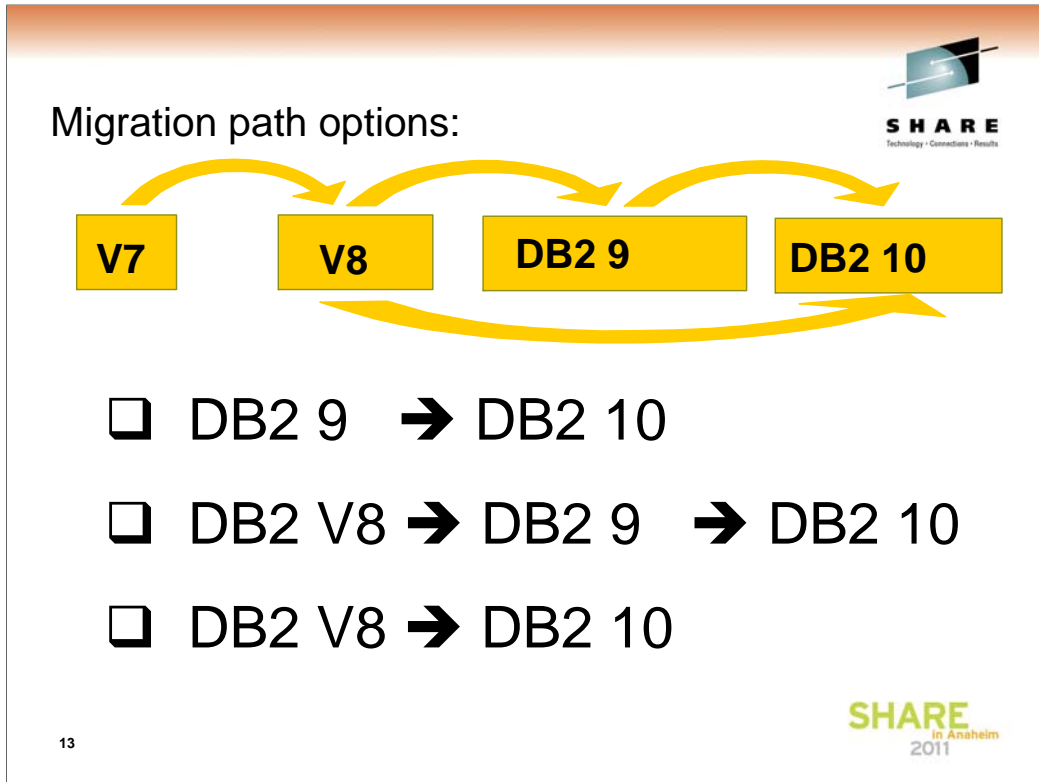 Migration path options:
S H A R E
Technology • Connections • Results
V7
V8
DB2 9
DB2 10
❑ DB2 9 ➔ DB2 10
❑ DB2 V8 ➔ DB2 9 ➔ DB2 10
❑ DB2 V8 ➔ DB2 10
13
SHARE
in Anaheim
2011